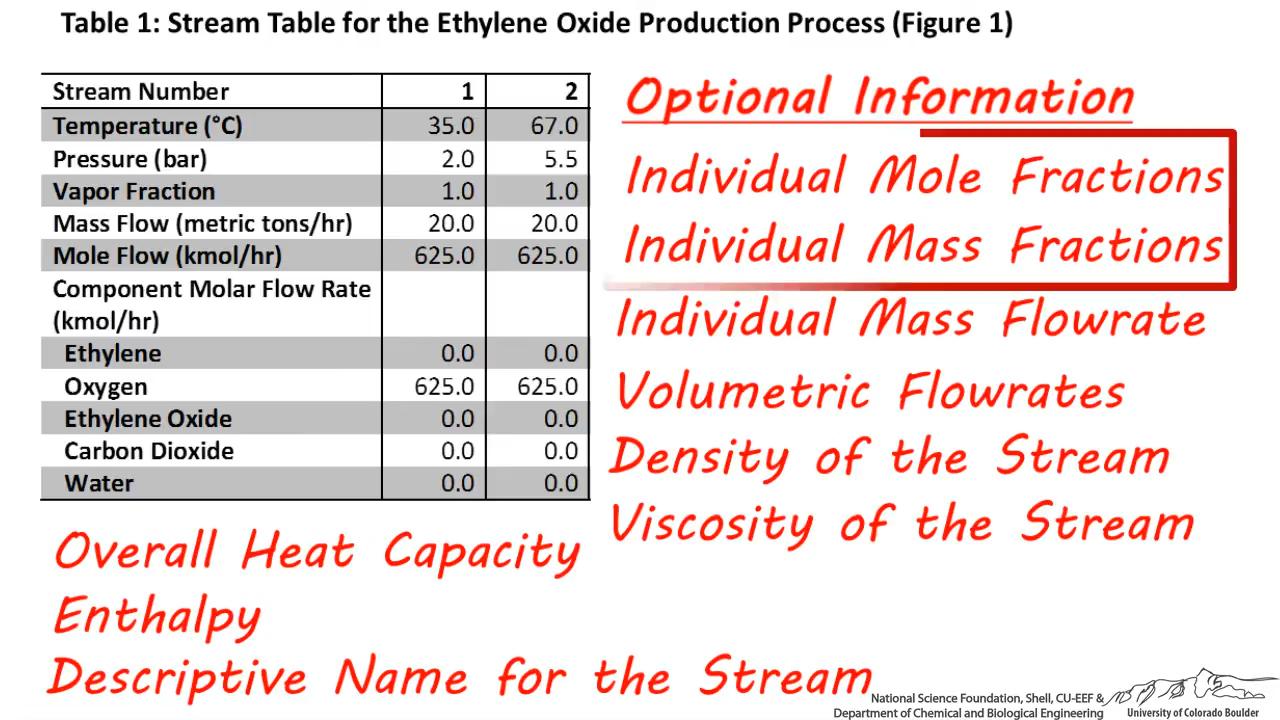 Table 1: Stream Table for the Ethylene Oxide Production Process (Figure 1)
Stream Number 1 2
Temperature (°C) 35.0 67.0
Pressure (bar) 2.0 5.5
Vapor Fraction 1.0 1.0
Mass Flow (metric tons/hr) 20.0 20.0
Mole Flow (kmol/hr) 625.0 625.0
Component Molar Flow Rate
(kmol/hr)
Ethylene 0.0 0.0
Oxygen 625.0 625.0
Ethylene Oxide 0.0 0.0
Carbon Dioxide 0.0 0.0
Water 0.0 0.0
Optional Information
Individual Mole Fractions
Individual Mass Fractions
Individual Mass Flowrate
Volumetric Flowrates
Density of the Stream
Viscosity of the Stream
Overall Heat Capacity
Enthalpy
Descriptive Name for the Stream
National Science Foundation, Shell, CU-EEF &
Department of Chemical and Biological Engineering
University of Colorado Boulder